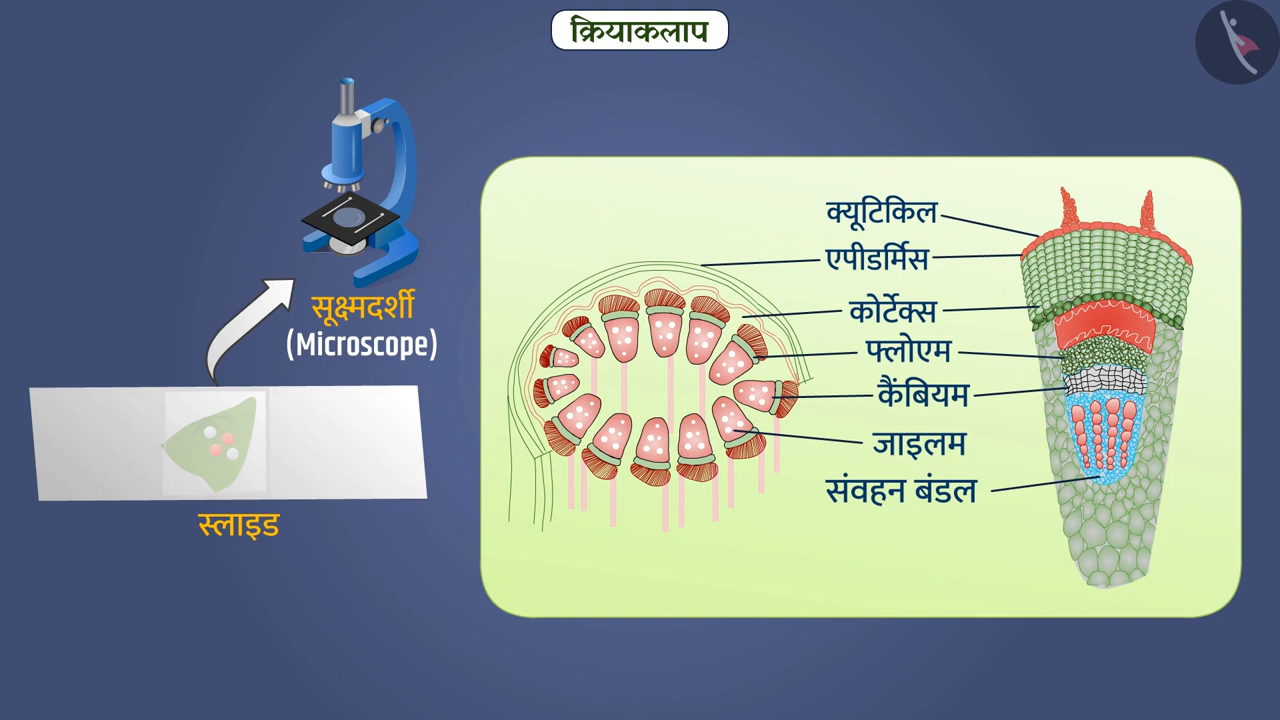 क्रियाकलाप
सूक्ष्मदर्शी
(Microscope)
स्लाइड
क्यूटिकिल
एपीडर्मिस
कोर्टेक्स
फ्लोएम
कैंबियम
जाइलम
संवहन बंडल